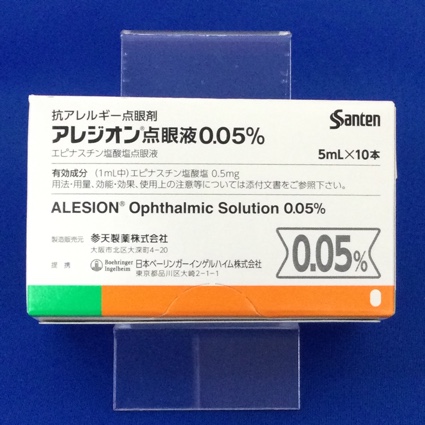 抗アレルギー点眼剤
Santen
アレジオン®点眼液0.05%
エピナスチン塩酸塩点眼液
5mL×10本
有効成分 (1mL中)エピナスチン塩酸塩 0.5mg
用法・用量、効能・効果、使用上の注意等については添付文書をご参照下さい。
ALESION® Ophthalmic Solution 0.05%
製造販売元 参天製薬株式会社
大阪市北区大深町4-20
0.05%
提携 Boehringer Ingelheim 日本ベーリンガーインゲルハイム株式会社
東京都品川区大崎2-1-1